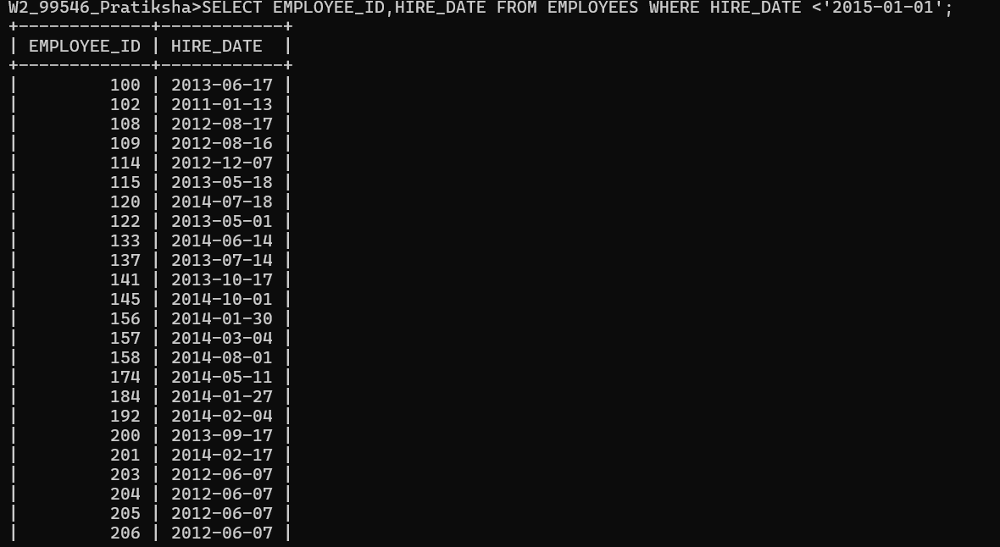 W2_99546_Pratiksha>SELECT EMPLOYEE_ID,HIRE_DATE FROM EMPLOYEES WHERE HIRE_DATE <'2015-01-01';
+-------------+------------+
| EMPLOYEE_ID | HIRE_DATE  |
+-------------+------------+
|         100 | 2013-06-17 |
|         102 | 2011-01-13 |
|         108 | 2012-08-17 |
|         109 | 2012-08-16 |
|         114 | 2012-12-07 |
|         115 | 2013-05-18 |
|         120 | 2014-07-18 |
|         122 | 2013-05-01 |
|         133 | 2014-06-14 |
|         137 | 2013-07-14 |
|         141 | 2013-10-17 |
|         145 | 2014-10-01 |
|         156 | 2014-01-30 |
|         157 | 2014-03-04 |
|         158 | 2014-08-01 |
|         174 | 2014-05-11 |
|         184 | 2014-01-27 |
|         192 | 2014-02-04 |
|         200 | 2013-09-17 |
|         201 | 2014-02-17 |
|         203 | 2012-06-07 |
|         204 | 2012-06-07 |
|         205 | 2012-06-07 |
|         206 | 2012-06-07 |